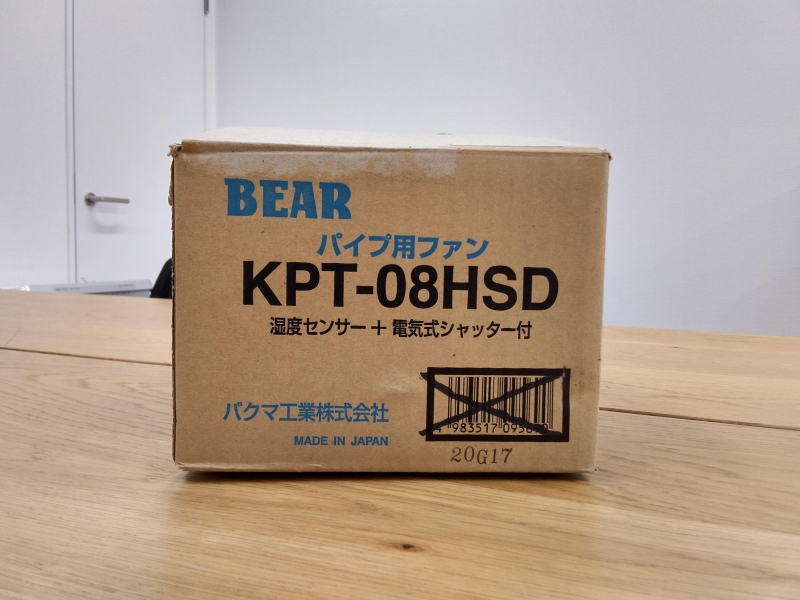 BEAR
パイプ用ファン
KPT-08HSD
湿度センサー＋電気式シャッター付
バクマ工業株式会社
MADE IN JAPAN
4 983517
20G17